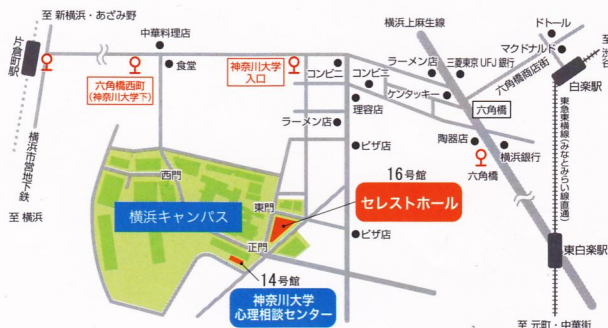 至 新横浜・あざみ野
片倉町駅
横浜市営地下鉄
至 横浜
中華料理店
食堂
六角橋西町
(神奈川大学下)
神奈川大学
入口
コンビニ
コンビニ
理容店
ラーメン店
ピザ店
ピザ店
ラーメン店
三菱東京UFJ銀行
ケンタッキー
横浜上麻生線
ドトール
マクドナルド
六角橋商店街
至 渋谷
白楽駅
六角橋
陶器店
六角橋
横浜銀行
東急東横線(みなとみらい線直通)
東白楽駅
至 元町・中華街
西門
横浜キャンパス
東門
正門
16号館
セレストホール
14号館
神奈川大学
心理相談センター